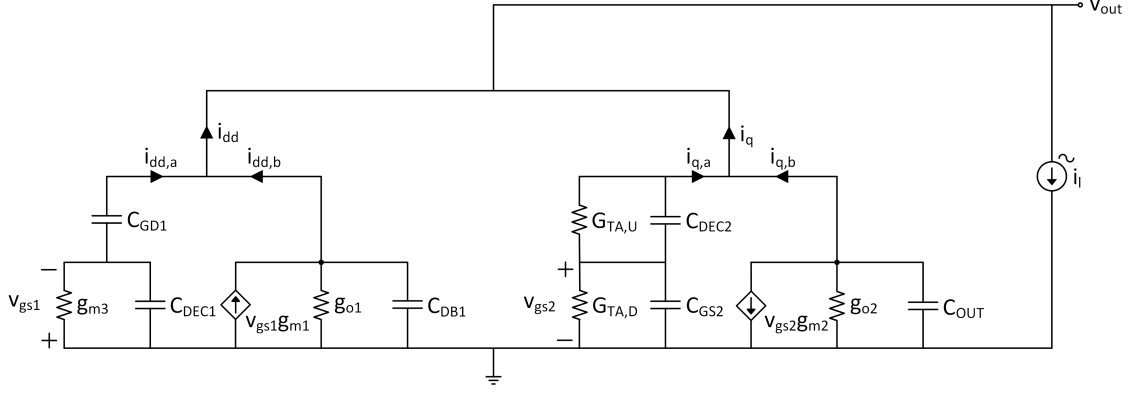 vout
idd
iq
idd,a
idd,b
iq,a
iq,b
il
CGD1
GTA,U
CDEC2
−
+
vgs1
gm3
CDEC1
vgs1gm1
go1
CDB1
vgs2
GTA,D
CGS2
vgs2gm2
go2
COUT
+
−